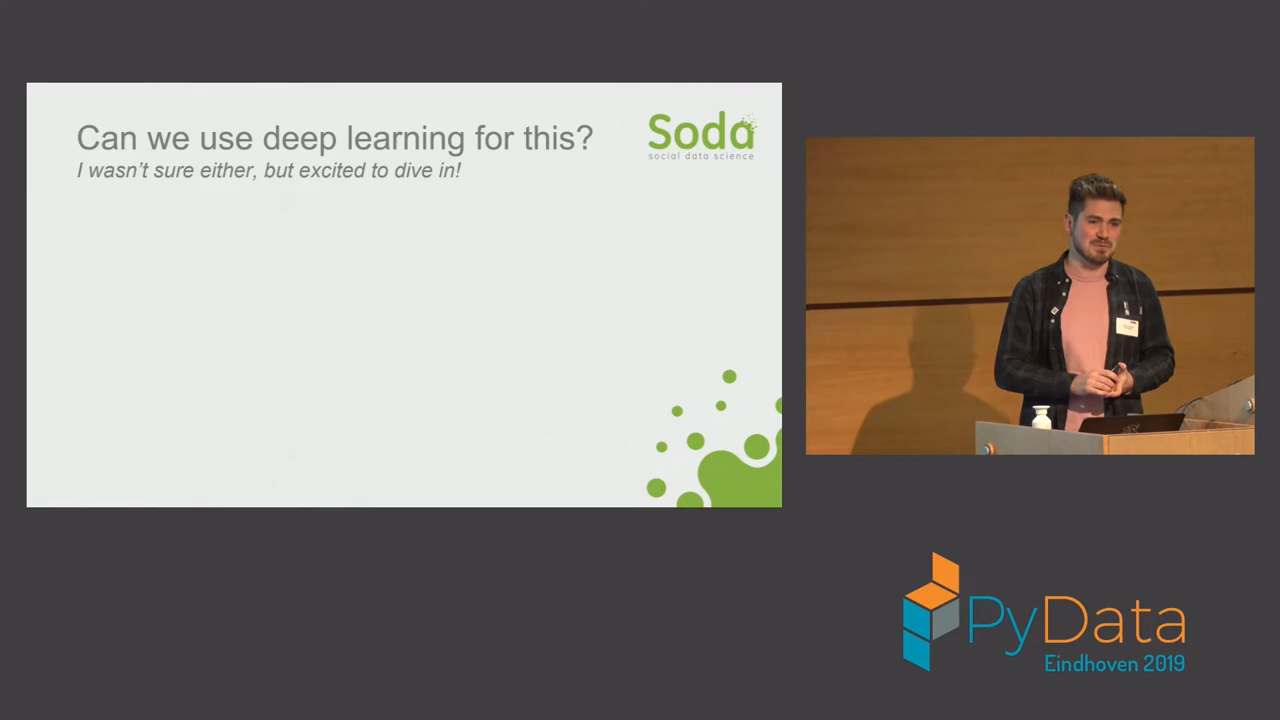 Can we use deep learning for this?
I wasn't sure either, but excited to dive in!
Soda
social data science
PyData
Eindhoven 2019